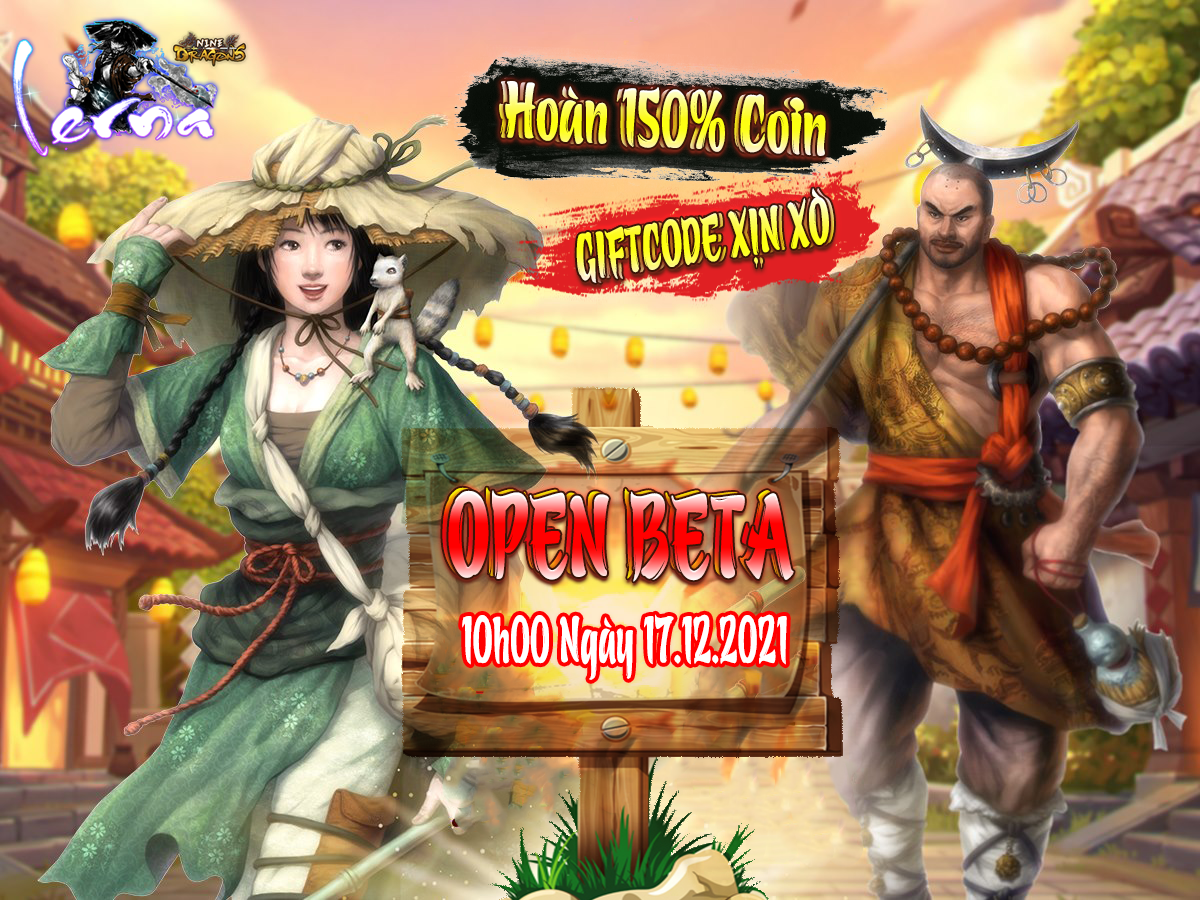 NINE
DRAGONS
Lerna
Hoàn 150% Coin
GIFTCODE XỊN XÒ
OPEN BETA
10h00 Ngày 17.12.2021